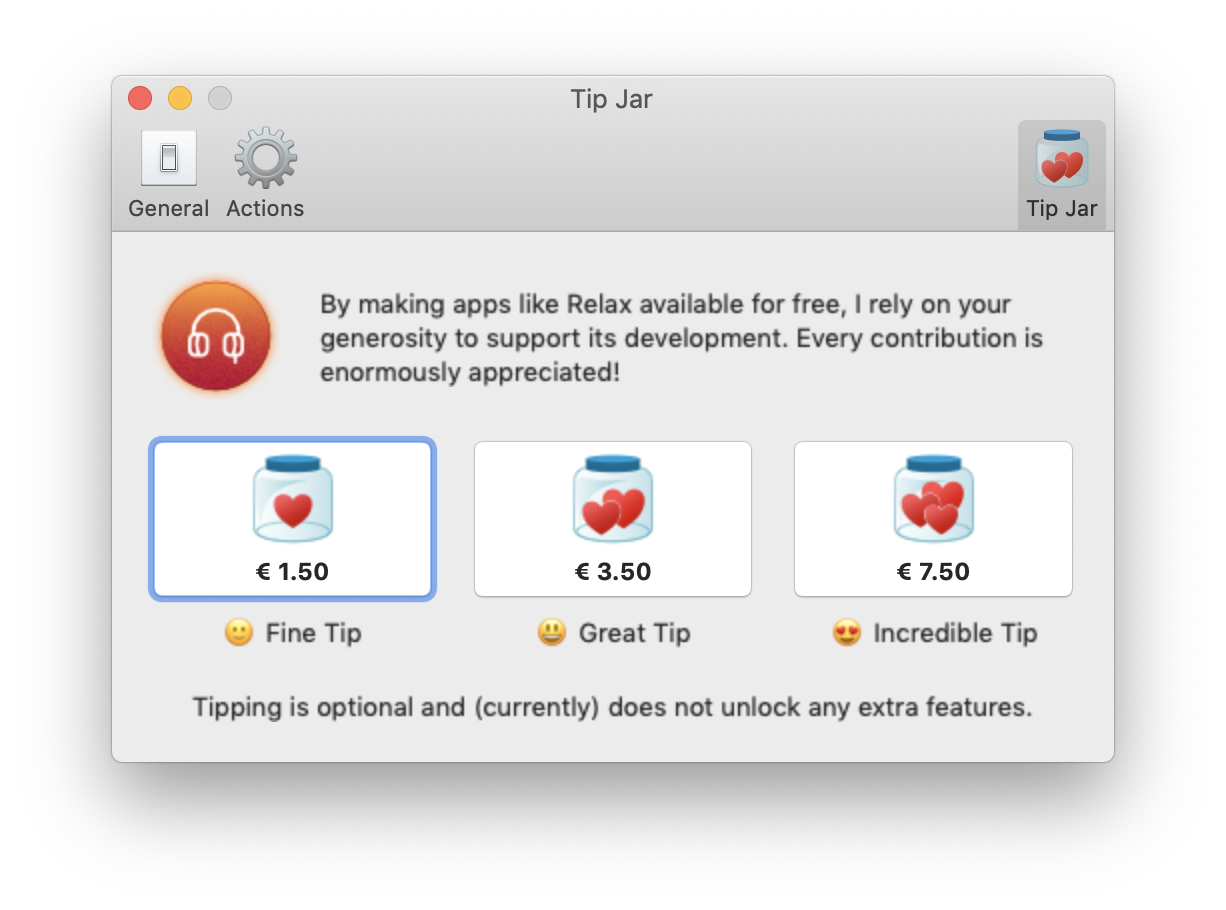 Tip Jar
General Actions Tip Jar
By making apps like Relax available for free, I rely on your
generosity to support its development. Every contribution is
enormously appreciated!
€ 1.50 € 3.50 € 7.50
🙂 Fine Tip 😃 Great Tip 😍 Incredible Tip
Tipping is optional and (currently) does not unlock any extra features.